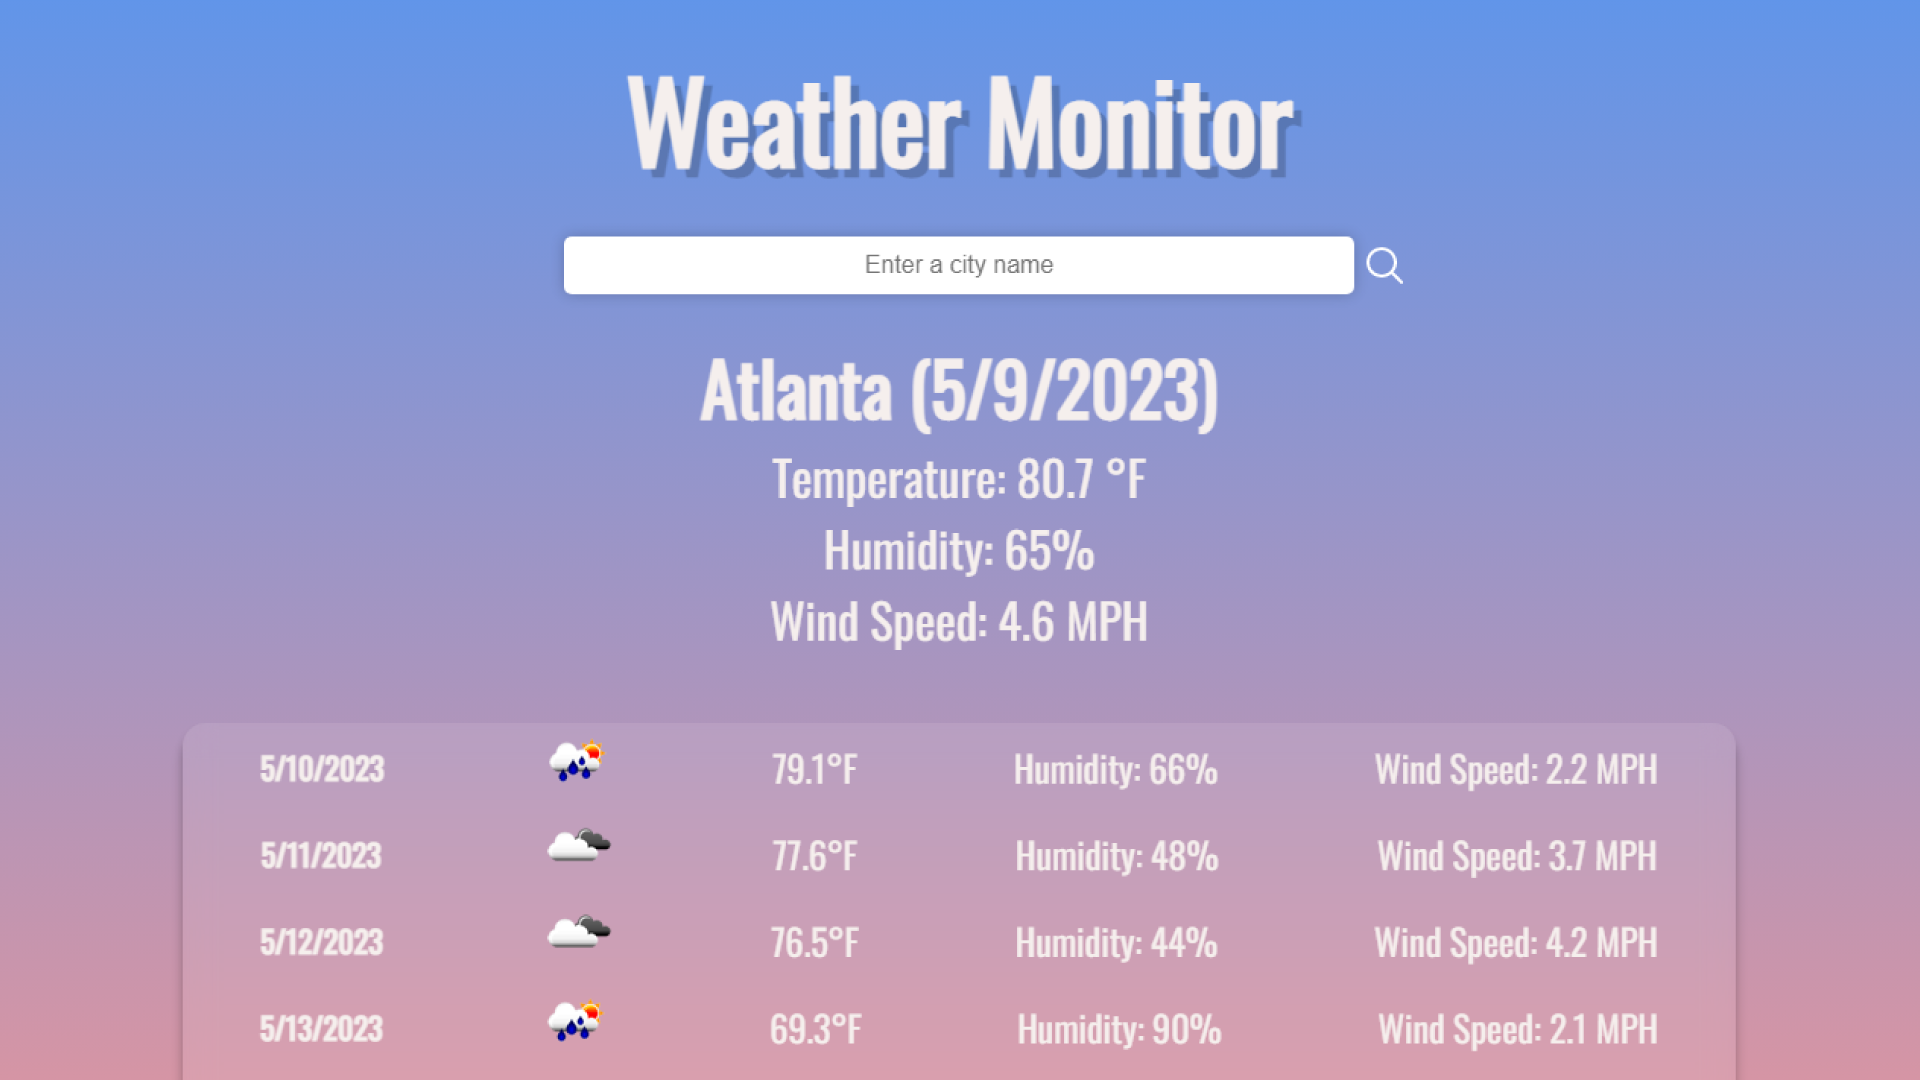 Weather Monitor
Enter a city name
Atlanta (5/9/2023)
Temperature: 80.7 °F
Humidity: 65%
Wind Speed: 4.6 MPH
5/10/2023 79.1°F Humidity: 66% Wind Speed: 2.2 MPH
5/11/2023 77.6°F Humidity: 48% Wind Speed: 3.7 MPH
5/12/2023 76.5°F Humidity: 44% Wind Speed: 4.2 MPH
5/13/2023 69.3°F Humidity: 90% Wind Speed: 2.1 MPH